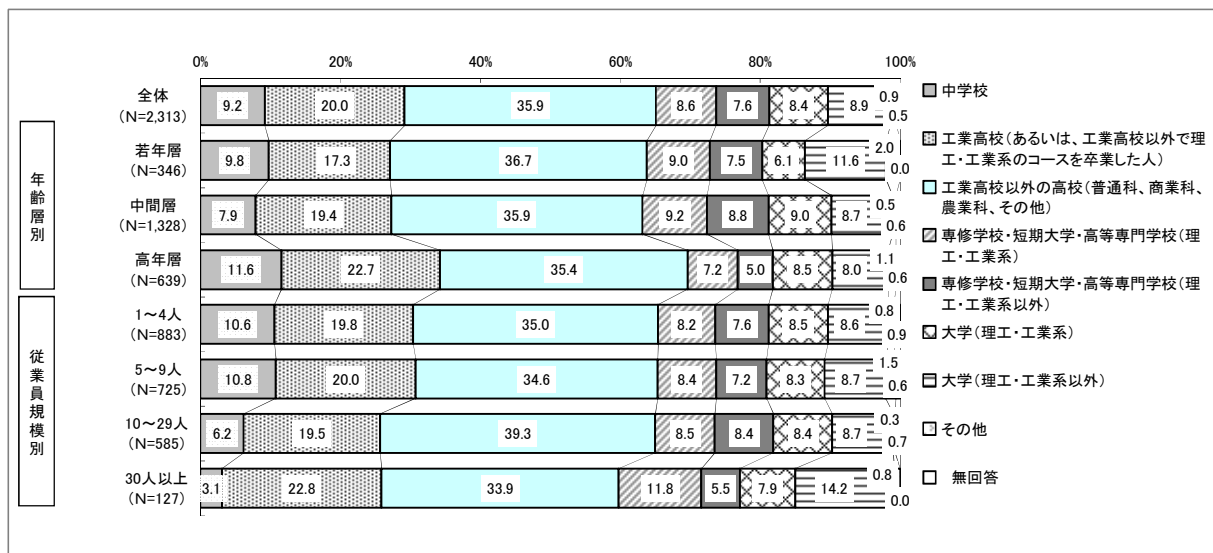 0%
20%
40%
60%
80%
100%
全体
(N=2,313)
9.2
20.0
35.9
8.6
7.6
8.4
8.9
0.9
0.5
年齢層別
若年層
(N=346)
9.8
17.3
36.7
9.0
7.5
6.1
11.6
2.0
0.0
中間層
(N=1,328)
7.9
19.4
35.9
9.2
8.8
9.0
8.7
0.5
0.6
高年層
(N=639)
11.6
22.7
35.4
7.2
5.0
8.5
8.0
1.1
0.6
従業員規模別
1~4人
(N=883)
10.6
19.8
35.0
8.2
7.6
8.5
8.6
0.8
0.9
5~9人
(N=725)
10.8
20.0
34.6
8.4
7.2
8.3
8.7
1.5
0.6
10~29人
(N=585)
6.2
19.5
39.3
8.5
8.4
8.4
8.7
0.3
0.7
30人以上
(N=127)
3.1
22.8
33.9
11.8
5.5
7.9
14.2
0.8
0.0
中学校
工業高校(あるいは、工業高校以外で理
工・工業系のコースを卒業した人)
工業高校以外の高校(普通科、商業科、
農業科、その他)
専修学校・短期大学・高等専門学校(理
工・工業系)
専修学校・短期大学・高等専門学校(理
工・工業系以外)
大学(理工・工業系)
大学(理工・工業系以外)
その他
無回答